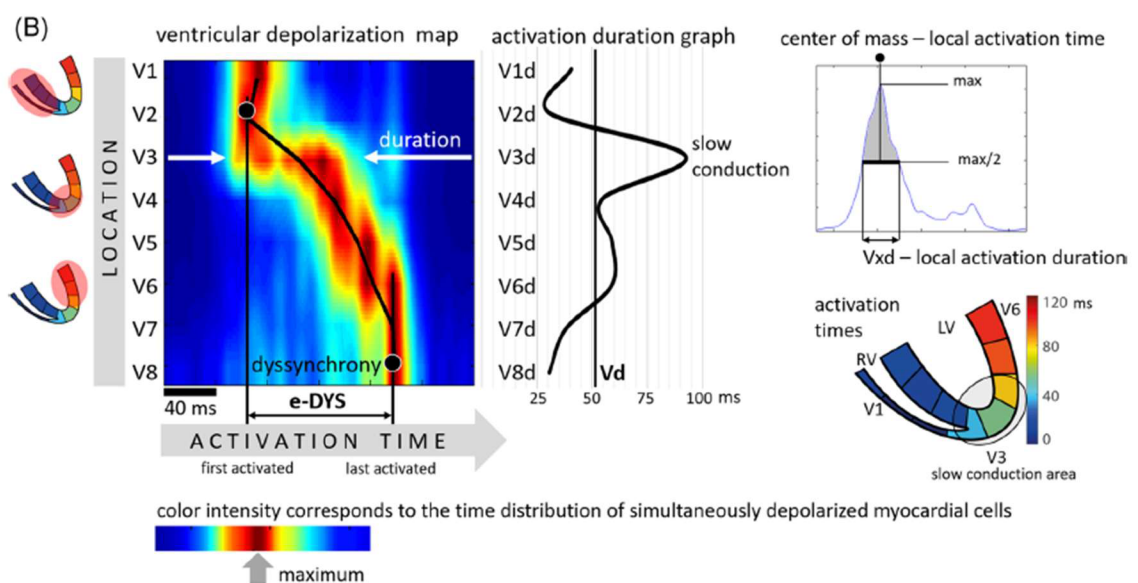 (B)
ventricular depolarization map
activation duration graph
center of mass – local activation time
LOCATION
V1
V2
V3
V4
V5
V6
V7
V8
duration
dyssynchrony
40 ms
e-DYS
ACTIVATION TIME
first activated
last activated
V1d
V2d
V3d
V4d
V5d
V6d
V7d
V8d
slow
conduction
Vd
25
50
75
100 ms
max
max/2
Vxd – local activation duration
activation
times
RV
LV
V6
V1
V3
slow conduction area
120 ms
80
40
0
color intensity corresponds to the time distribution of simultaneously depolarized myocardial cells
maximum